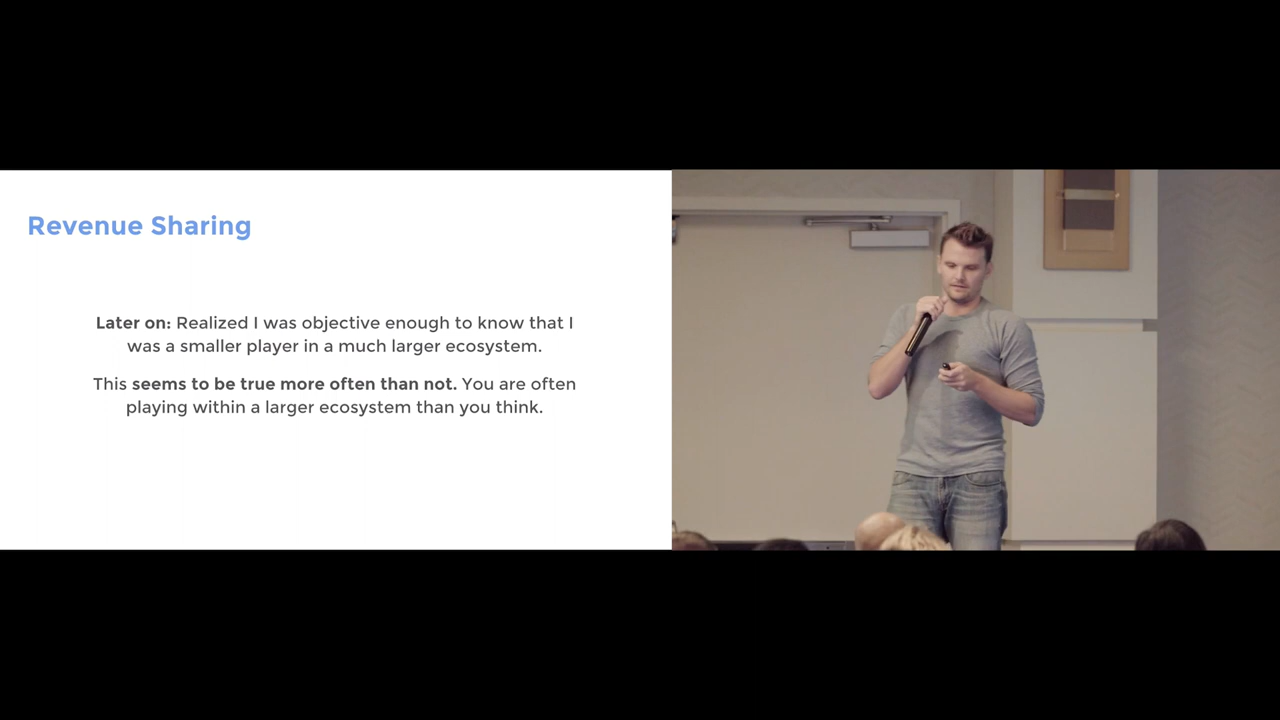 Revenue Sharing
Later on: Realized I was objective enough to know that I
was a smaller player in a much larger ecosystem.
This seems to be true more often than not. You are often
playing within a larger ecosystem than you think.